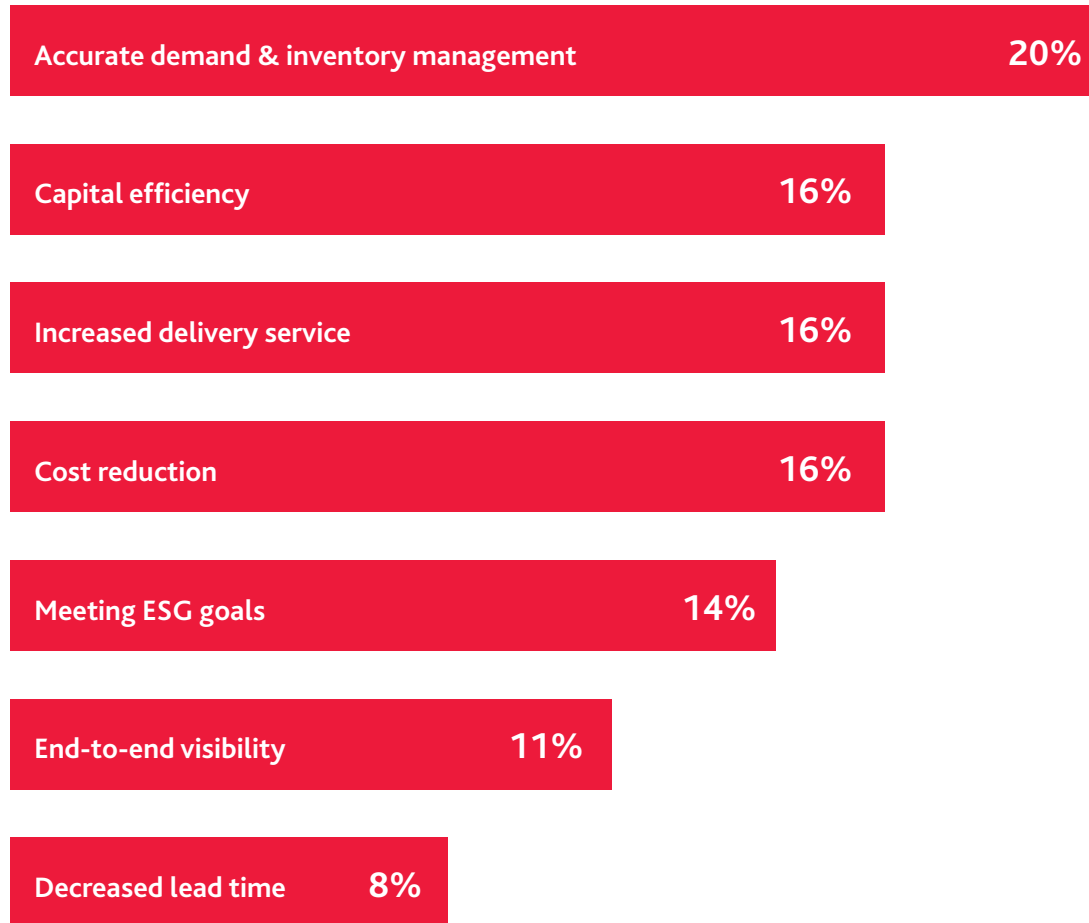 Accurate demand & inventory management 20%
Capital efficiency 16%
Increased delivery service 16%
Cost reduction 16%
Meeting ESG goals 14%
End-to-end visibility 11%
Decreased lead time 8%